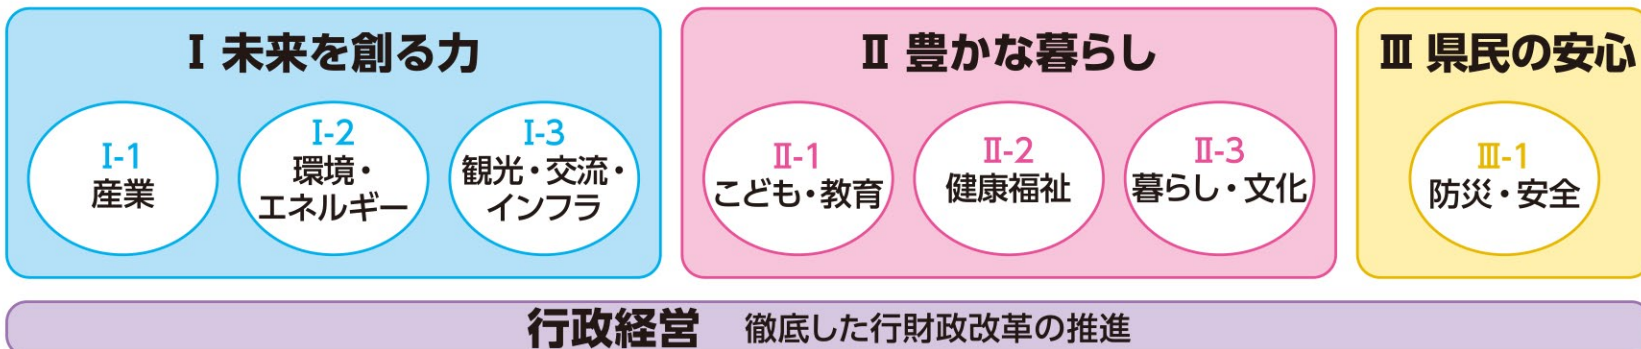 Ⅰ 未来を創る力
Ⅰ-1
産業
Ⅰ-2
環境・
エネルギー
Ⅰ-3
観光・交流・
インフラ
Ⅱ 豊かな暮らし
Ⅱ-1
こども・教育
Ⅱ-2
健康福祉
Ⅱ-3
暮らし・文化
Ⅲ 県民の安心
Ⅲ-1
防災・安全
行政経営 徹底した行財政改革の推進